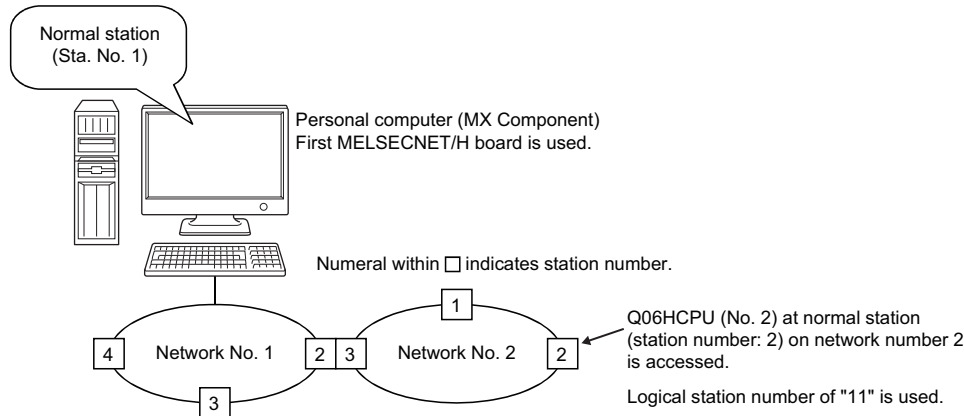 Normal station
(Sta. No. 1)
Personal computer (MX Component)
First MELSECNET/H board is used.
Numeral within □ indicates station number.
1
4
Network No. 1
2
3
Network No. 2
2
3
Q06HCPU (No. 2) at normal station
(station number: 2) on network number 2
is accessed.
Logical station number of "11" is used.